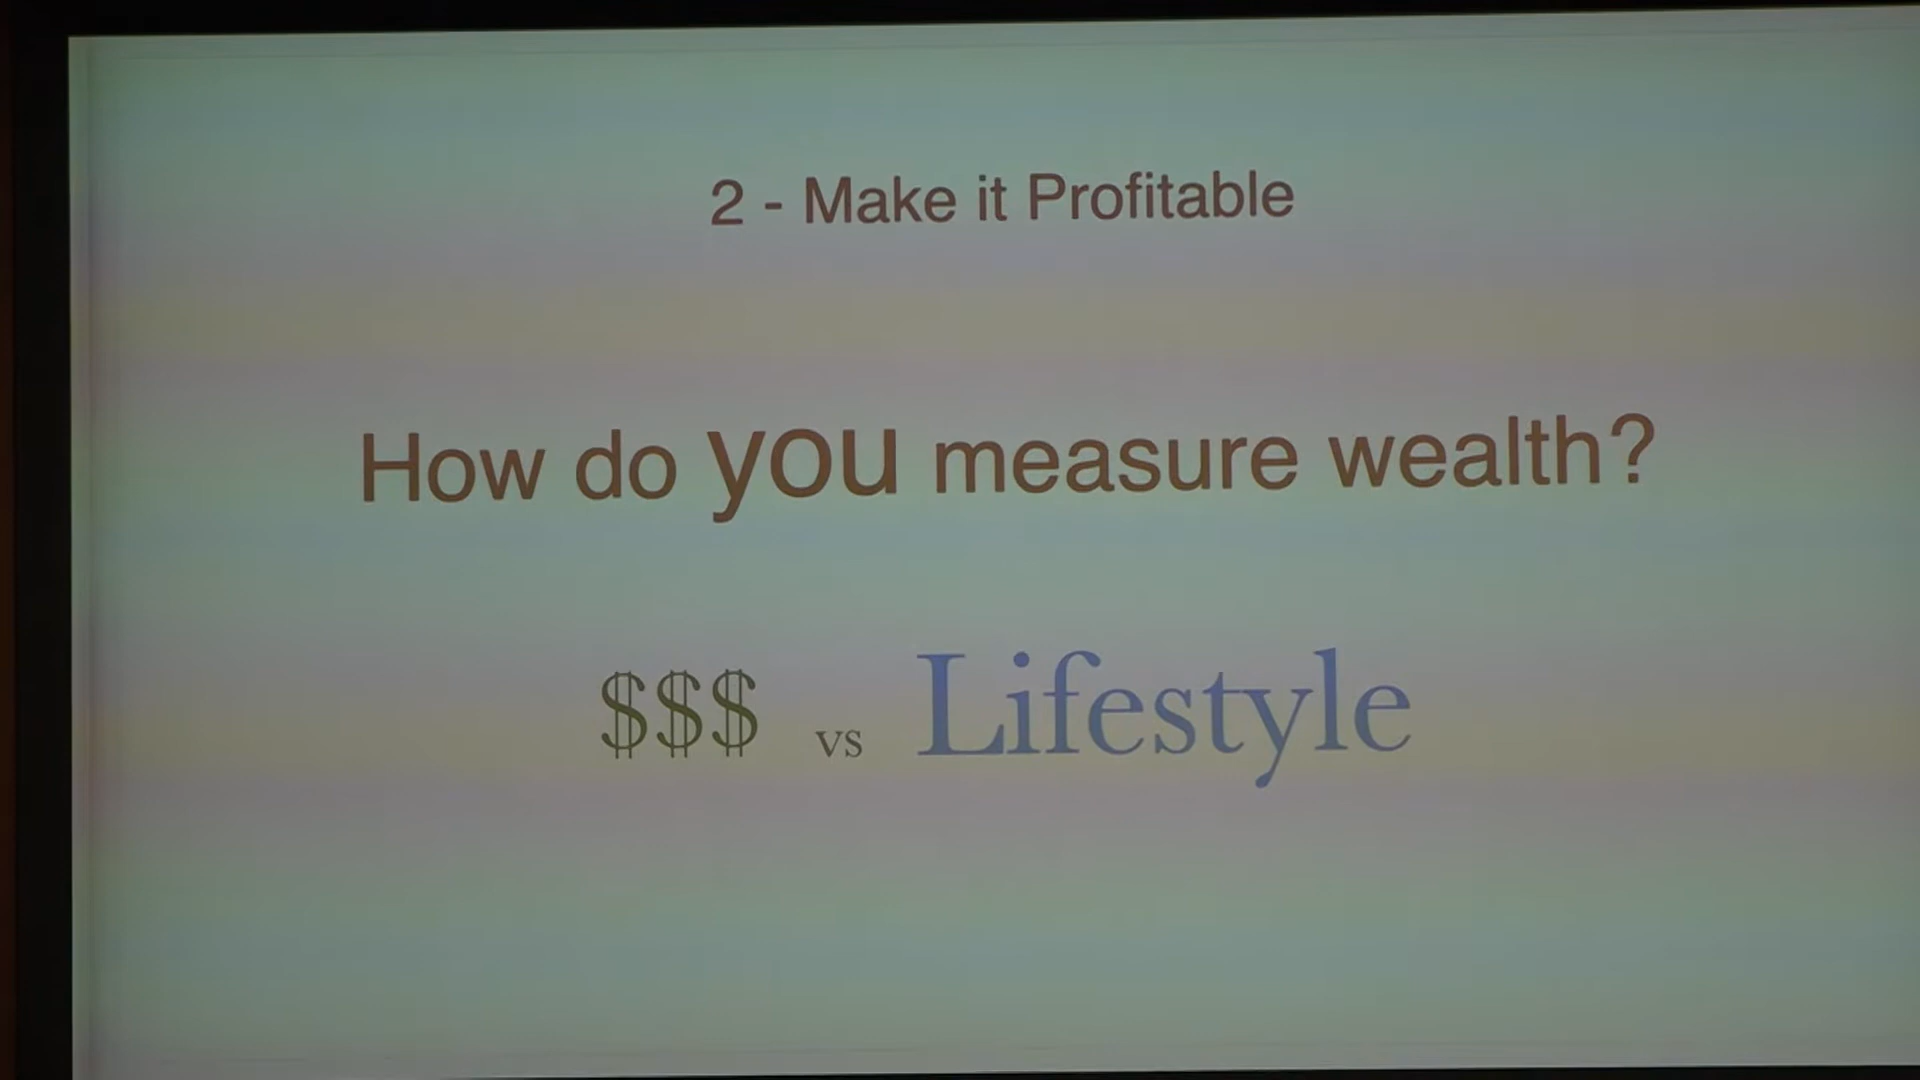 2 - Make it Profitable
How do you measure wealth?
$$$ vs Lifestyle